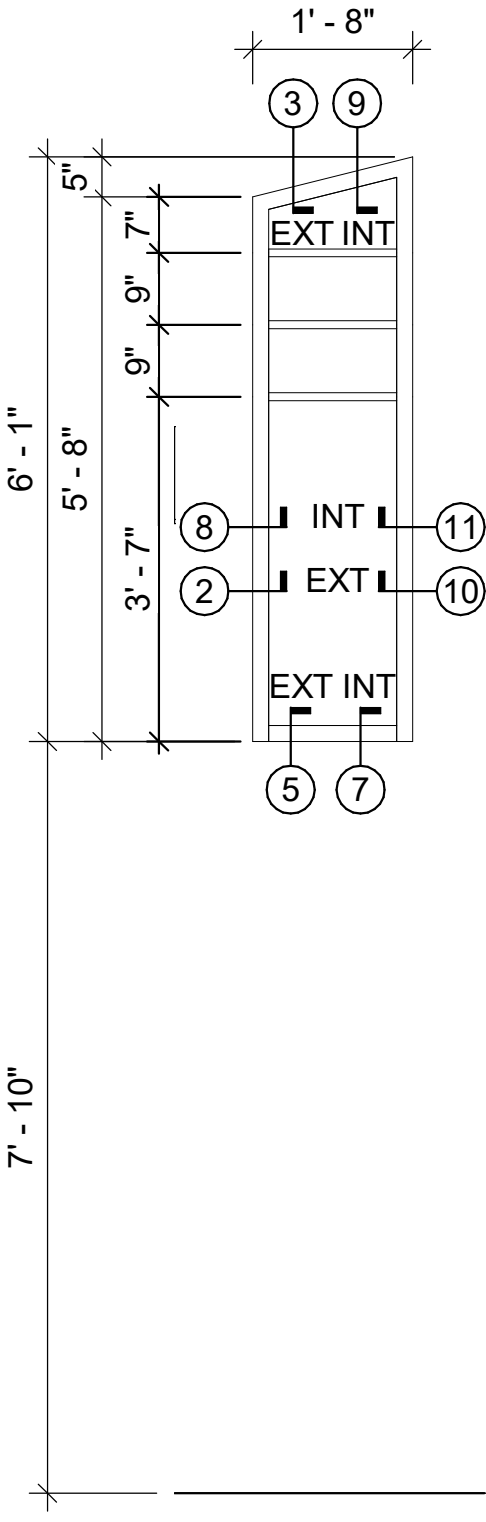 1' - 8"
3 9
5"
7"
EXT INT
9"
9"
6' - 1"
5' - 8"
3' - 7"
8 INT 11
2 EXT 10
EXT INT
5 7
7' - 10"